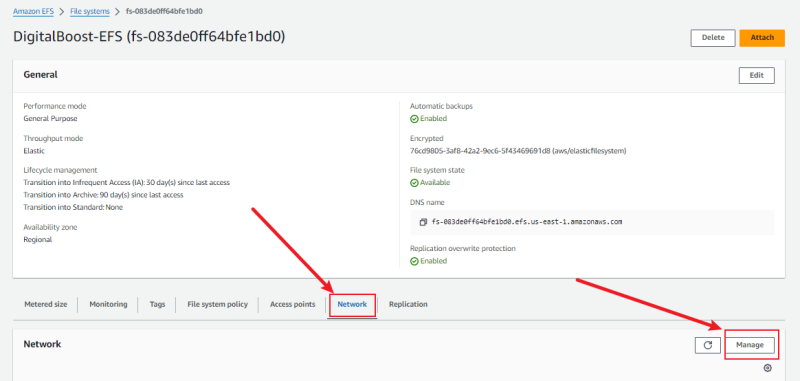 Amazon EFS > File systems > fs-083de0ff64bfe1bd0
DigitalBoost-EFS (fs-083de0ff64bfe1bd0)
Delete
Attach
General
Edit
Performance mode
General Purpose
Throughput mode
Elastic
Lifecycle management
Transition into Infrequent Access (IA): 30 day(s) since last access
Transition into Archive: 90 day(s) since last access
Transition into Standard: None
Availability zone
Regional
Automatic backups
Enabled
Encrypted
76cd9805-3af8-42a2-9ec6-5f43469691d8 (aws/elasticfilesystem)
File system state
Available
DNS name
fs-083de0ff64bfe1bd0.efs.us-east-1.amazonaws.com
Replication overwrite protection
Enabled
Metered size
Monitoring
Tags
File system policy
Access points
Network
Replication
Network
Manage